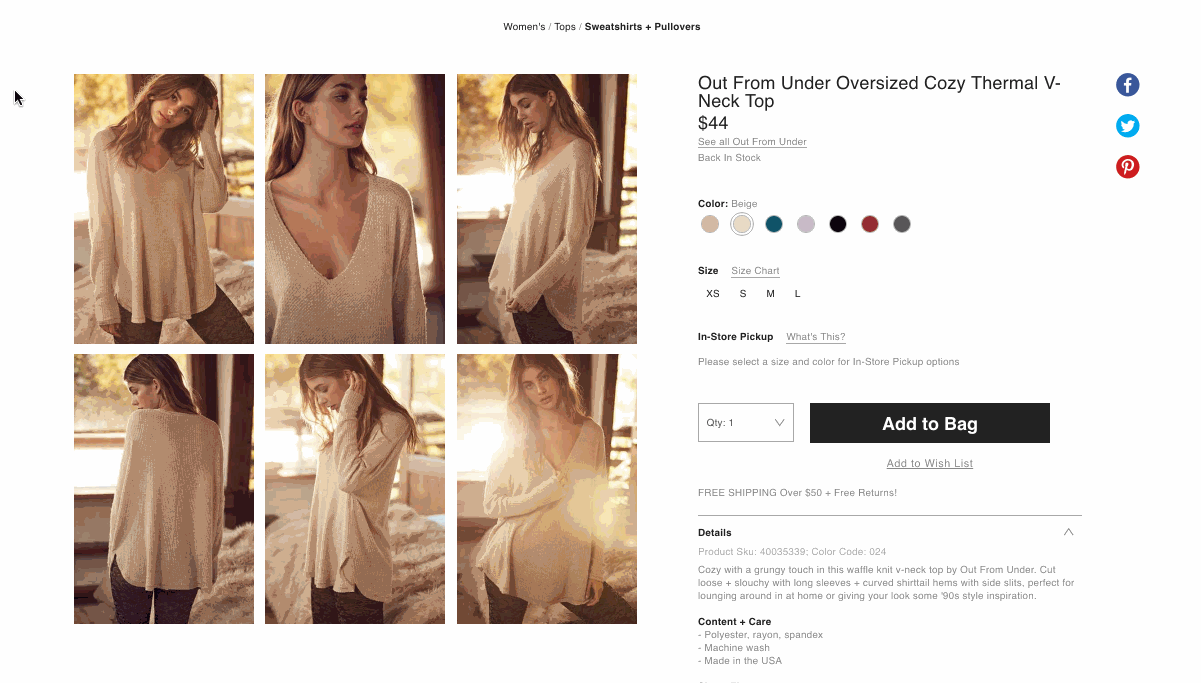 Women's / Tops / Sweatshirts + Pullovers
Out From Under Oversized Cozy Thermal V-
Neck Top
$44
See all Out From Under
Back In Stock
Color: Beige
Size Size Chart
XS S M L
In-Store Pickup What's This?
Please select a size and color for In-Store Pickup options
Qty: 1
Add to Bag
Add to Wish List
FREE SHIPPING Over $50 + Free Returns!
Details
Product Sku: 40035339; Color Code: 024
Cozy with a grungy touch in this waffle knit v-neck top by Out From Under. Cut
loose + slouchy with long sleeves + curved shirttail hems with side slits, perfect for
lounging around in at home or giving your look some '90s style inspiration.
Content + Care
- Polyester, rayon, spandex
- Machine wash
- Made in the USA